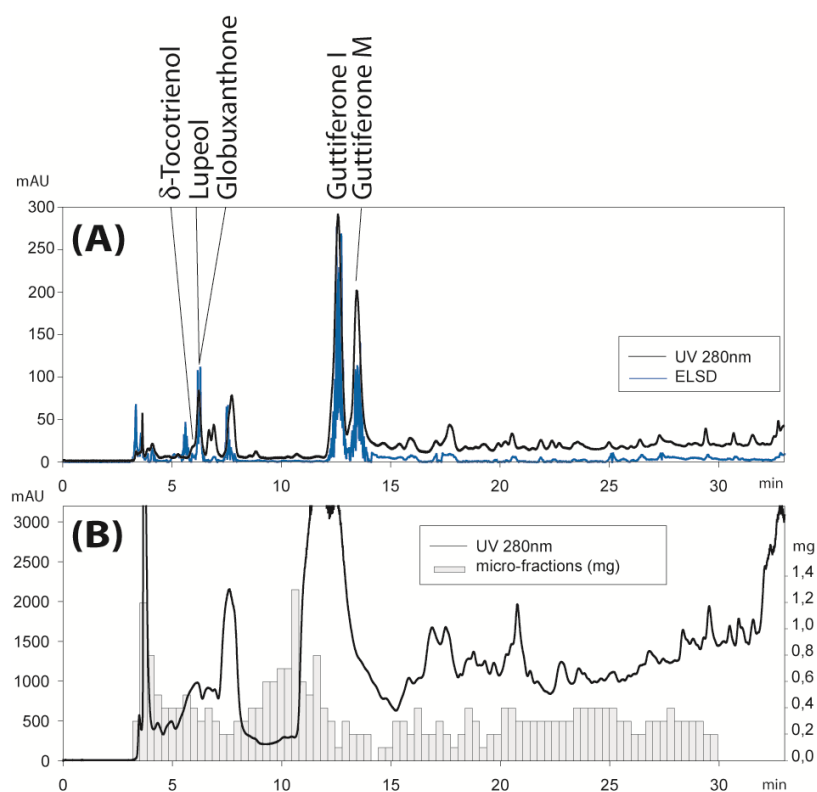 δ-Tocotrienol
Lupeol
Globuxanthone
Guttiferone I
Guttiferone M
mAU
300
250
200
150
100
50
0
(A)
UV 280nm
ELSD
0 5 10 15 20 25 30 min
mAU
3000
2500
2000
1500
1000
500
0
(B)
UV 280nm
micro-fractions (mg)
mg
1,4
1,2
1,0
0,8
0,6
0,4
0,2
0,0
0 5 10 15 20 25 30 min